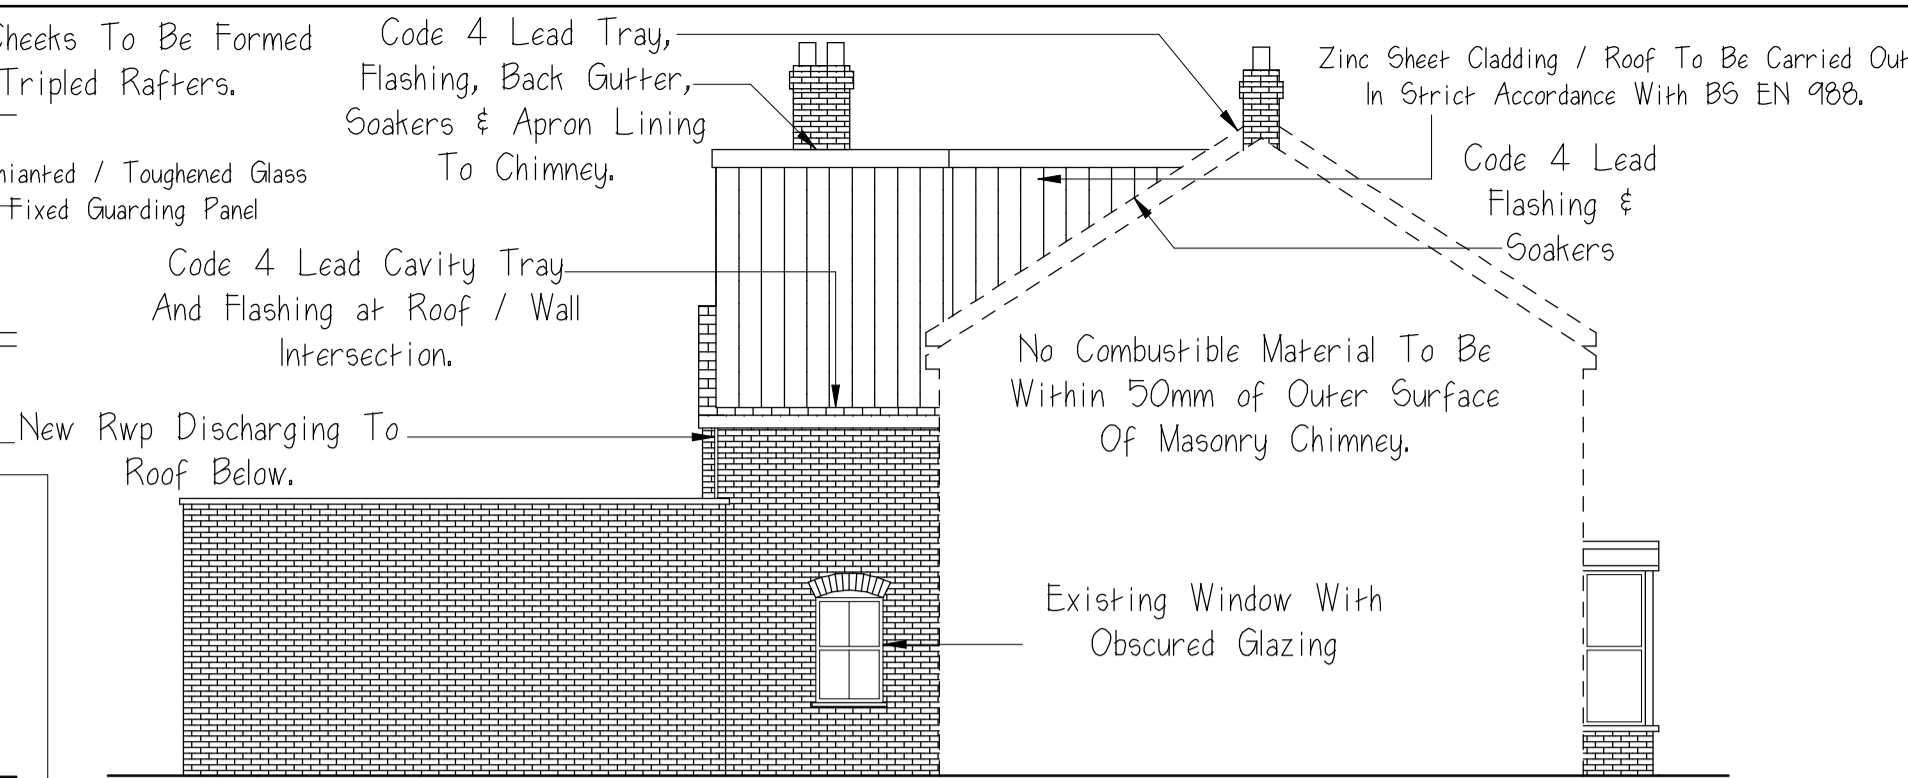 Cheeks To Be Formed
Tripled Rafters.
Code 4 Lead Tray,
Flashing, Back Gutter,
Soakers & Apron Lining
To Chimney.
Zinc Sheet Cladding / Roof To Be Carried Out
In Strict Accordance With BS EN 988.
mianted / Toughened Glass
Fixed Guarding Panel
Code 4 Lead
Flashing &
Soakers
Code 4 Lead Cavity Tray
And Flashing at Roof / Wall
Intersection.
No Combustible Material To Be
Within 50mm of Outer Surface
Of Masonry Chimney.
New Rwp Discharging To
Roof Below.
Existing Window With
Obscured Glazing